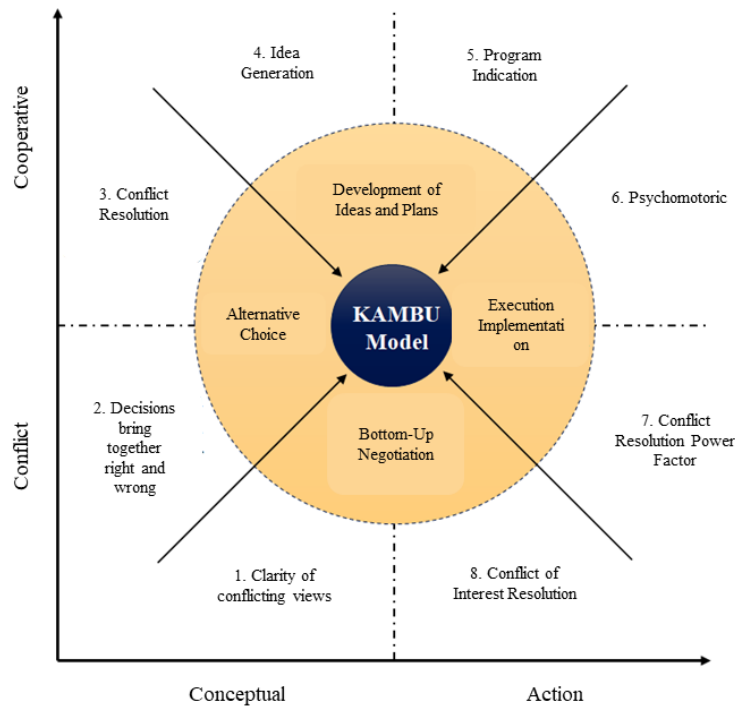 4. Idea
Generation
5. Program
Indication
Cooperative
3. Conflict
Resolution
Development of
Ideas and Plans
6. Psychomotoric
Alternative
Choice
KAMBU
Model
Execution
Implementati
on
2. Decisions
bring
together
right and
wrong
Bottom-Up
Negotiation
7. Conflict
Resolution Power
Factor
Conflict
1. Clarity of
conflicting views
8. Conflict of
Interest Resolution
Conceptual
Action